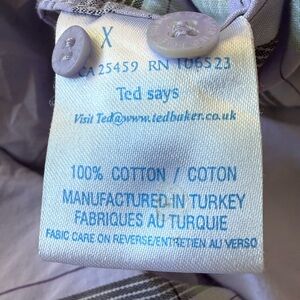 X
CA 25459 RN 106523
Ted says
Visit Ted@www.tedbaker.co.uk
100% COTTON / COTON
MANUFACTURED IN TURKEY
FABRIQUES AU TURQUIE
FABIC CARE ON REVERSE/ENTRETIEN AU VERSO